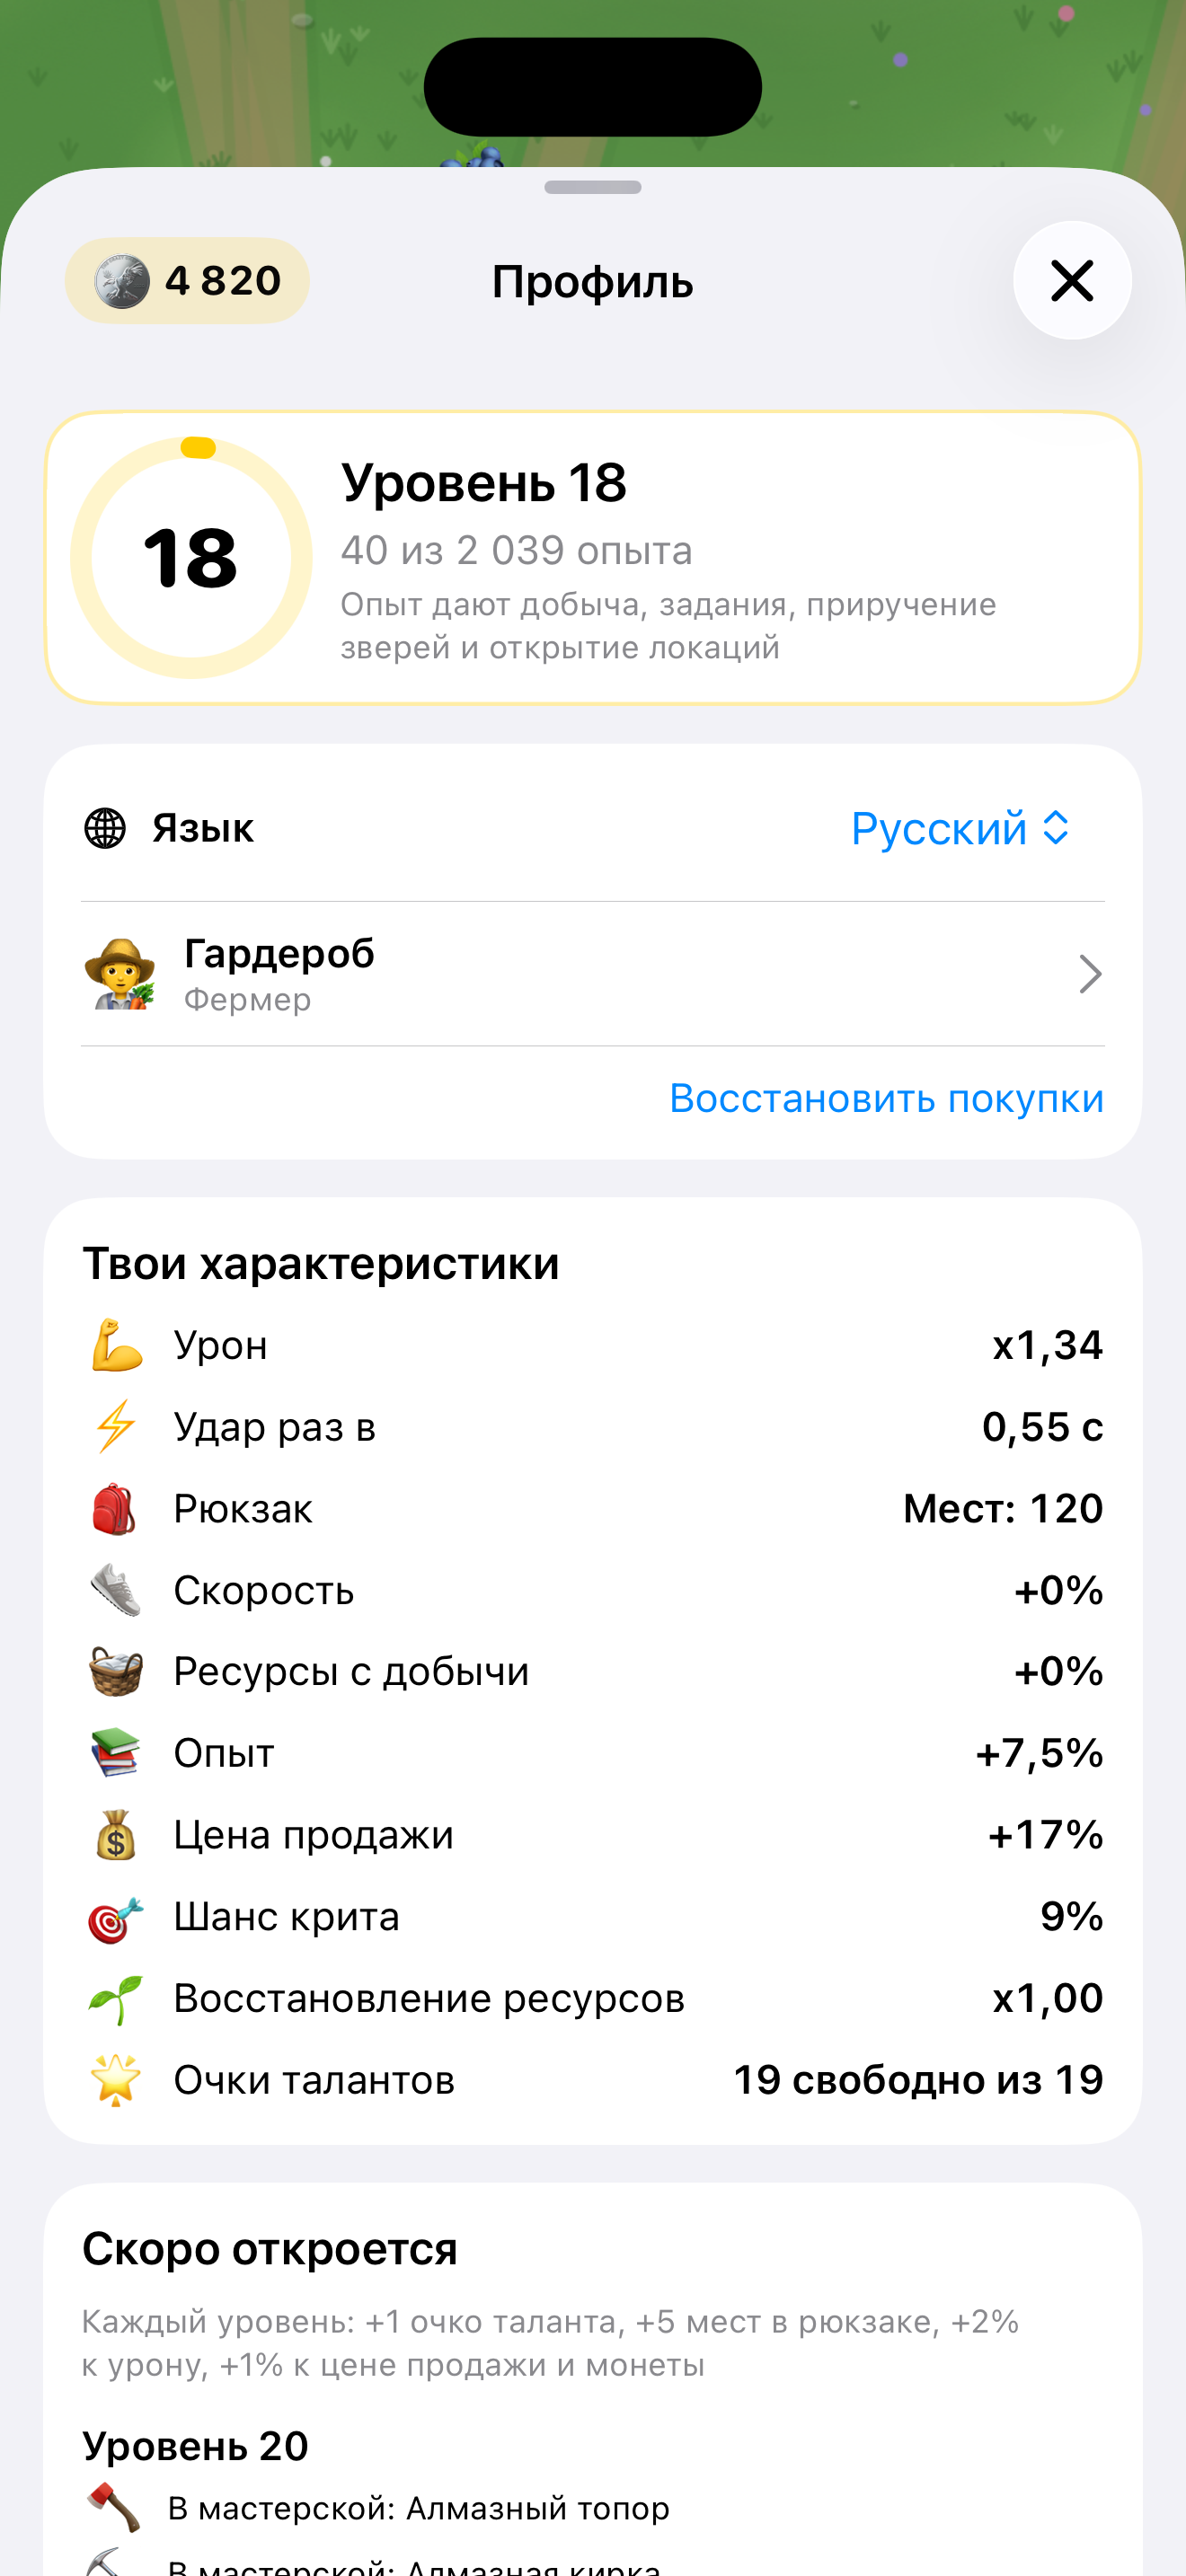 4 820
Профиль
18
Уровень 18
40 из 2 039 опыта
Опыт дают добыча, задания, приручение
зверей и открытие локаций
Язык
Русский
Гардероб
Фермер
Восстановить покупки
Твои характеристики
Урон x1,34
Удар раз в 0,55 с
Рюкзак Мест: 120
Скорость +0%
Ресурсы с добычи +0%
Опыт +7,5%
Цена продажи +17%
Шанс крита 9%
Восстановление ресурсов x1,00
Очки талантов 19 свободно из 19
Скоро откроется
Каждый уровень: +1 очко таланта, +5 мест в рюкзаке, +2%
к урону, +1% к цене продажи и монеты
Уровень 20
В мастерской: Алмазный топор
В мастерской: Алмазная кирка